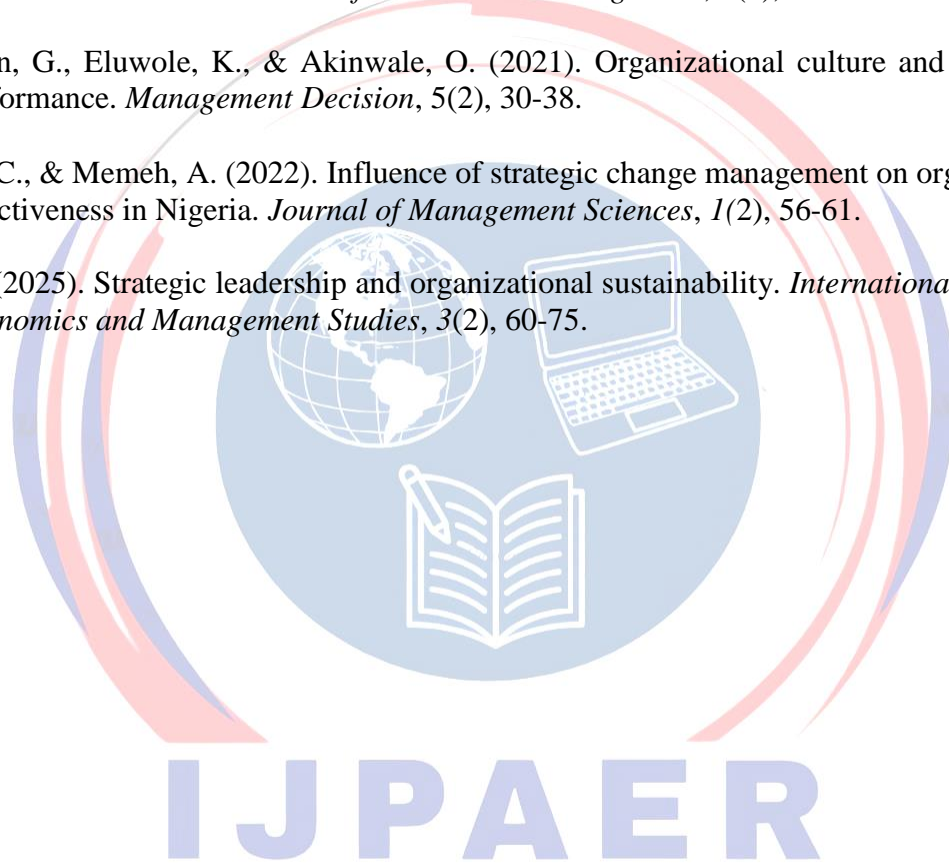 n, G., Eluwole, K., & Akinwale, O. (2021). Organizational culture and
formance. Management Decision, 5(2), 30-38.
C., & Memeh, A. (2022). Influence of strategic change management on org
ctiveness in Nigeria. Journal of Management Sciences, 1(2), 56-61.
(2025). Strategic leadership and organizational sustainability. Internationa
nomics and Management Studies, 3(2), 60-75.
IJPAER